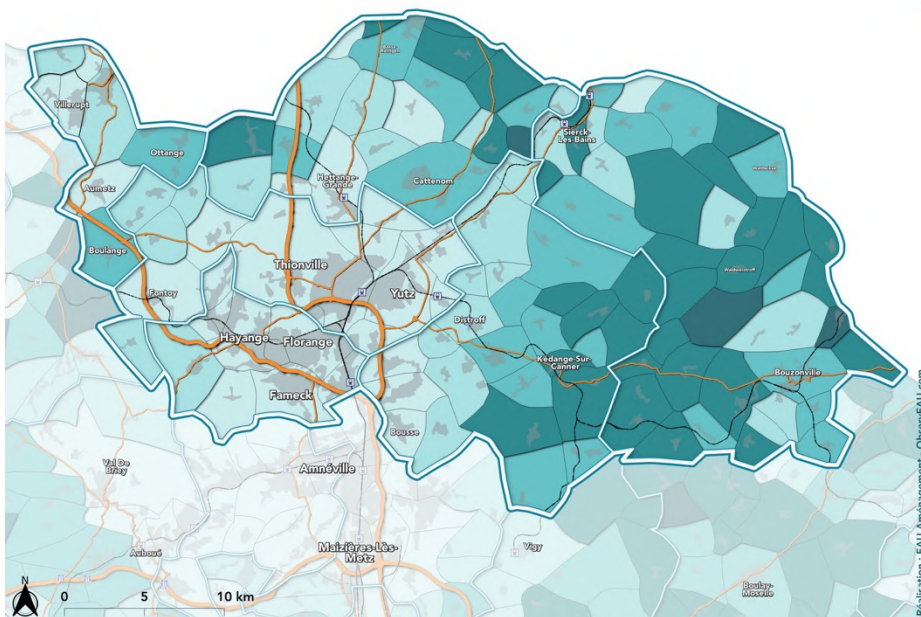 Villerupt
Ottange
Aumetz
Boulange
Fontoy
Hettange-
Grande
Cattenom
Sierck-
Les-Bains
Thionville
Yutz
Hayange
Florange
Distroff
Kédange-Sur-
Canner
Bouzonville
Fameck
Bousse
Val De
Briey
Amnéville
Auboué
Maizières-Lès-
Metz
Vigy
Boulay-
Moselle
N
0 5 10 km